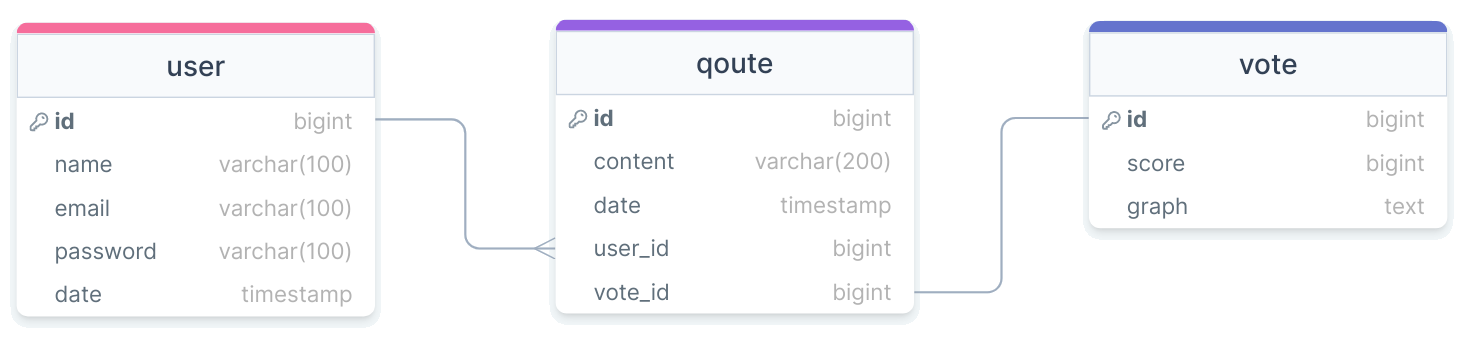 user
id bigint
name varchar(100)
email varchar(100)
password varchar(100)
date timestamp
qoute
id bigint
content varchar(200)
date timestamp
user_id bigint
vote_id bigint
vote
id bigint
score bigint
graph text